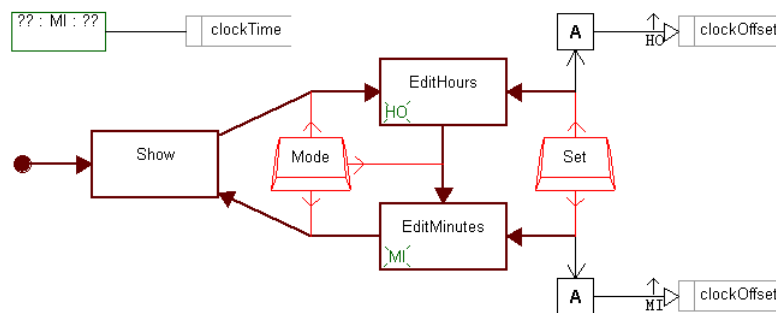 ?? : MI : ??
clockTime
A
HO
clockOffset
EditHours
HO
Show
Mode
Set
EditMinutes
MI
A
MI
clockOffset